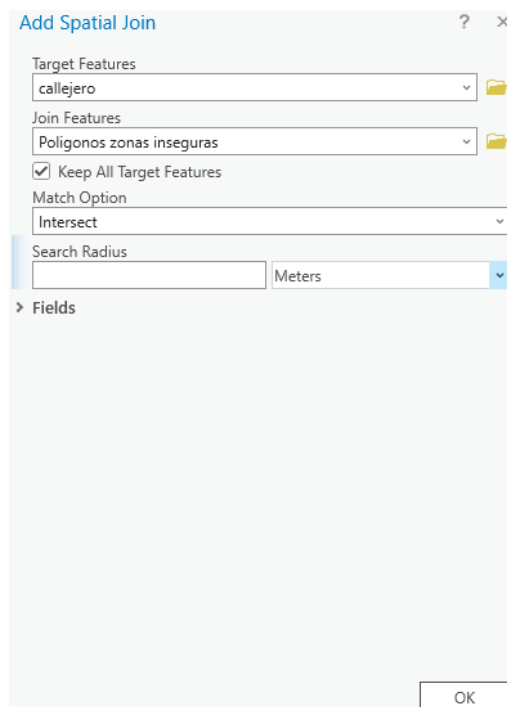 Add Spatial Join ? ×
Target Features
callejero
Join Features
Poligonos zonas inseguras
Keep All Target Features
Match Option
Intersect
Search Radius
Meters
Fields
OK